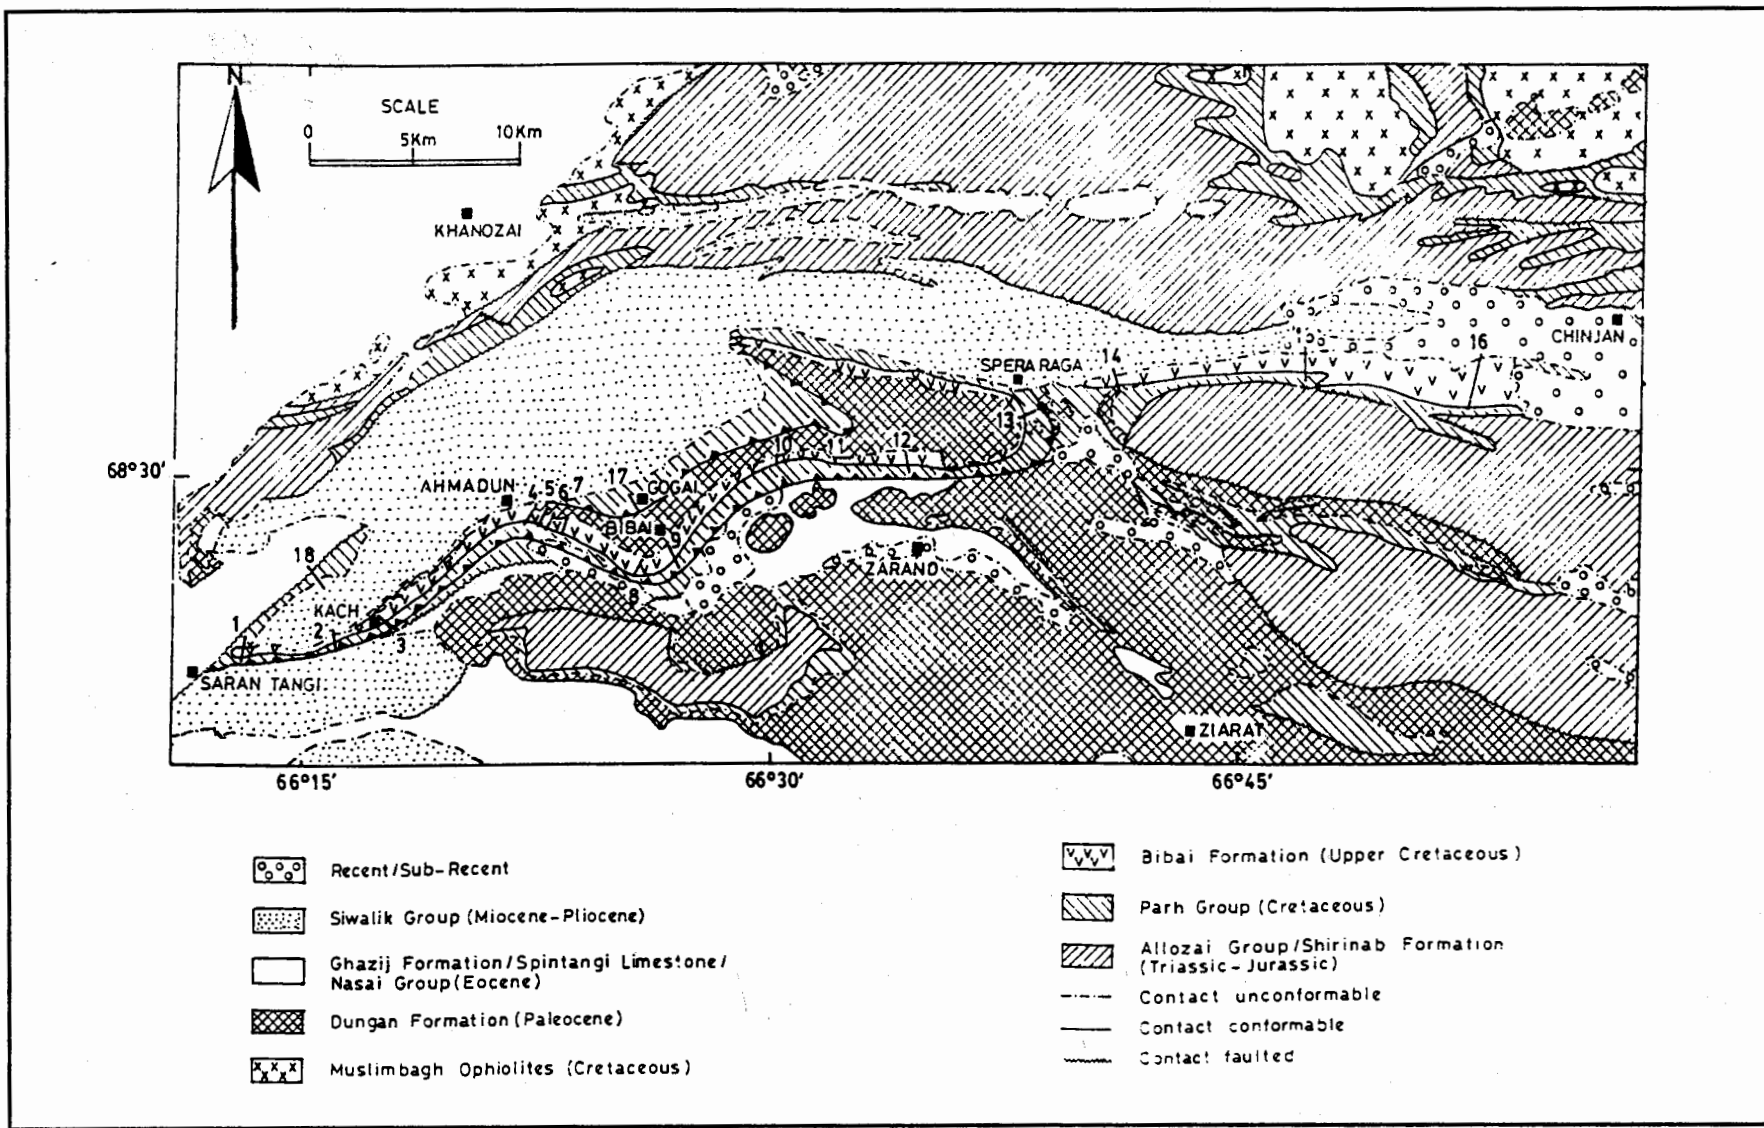 N
SCALE
0 5Km 10Km
KHANOZAI
CHINJAN
16
SPERA RAGA 14
13
10 11 12
68°30'
AHMADUN 4 5 6 7 17 GOGAI
BIBAI 9
18
ZARAND
8
KACH
1 2 3
SARAN TANGI
ZIARAT
66°15' 66°30' 66°45'
Recent/Sub-Recent
Siwalik Group (Miocene-Pliocene)
Ghazij Formation/Spintangi Limestone/
Nasai Group (Eocene)
Dungan Formation (Paleocene)
Muslimbagh Ophiolites (Cretaceous)
Bibai Formation (Upper Cretaceous)
Parh Group (Cretaceous)
Allozai Group/Shirinab Formation
(Triassic-Jurassic)
Contact unconformable
Contact conformable
Contact faulted